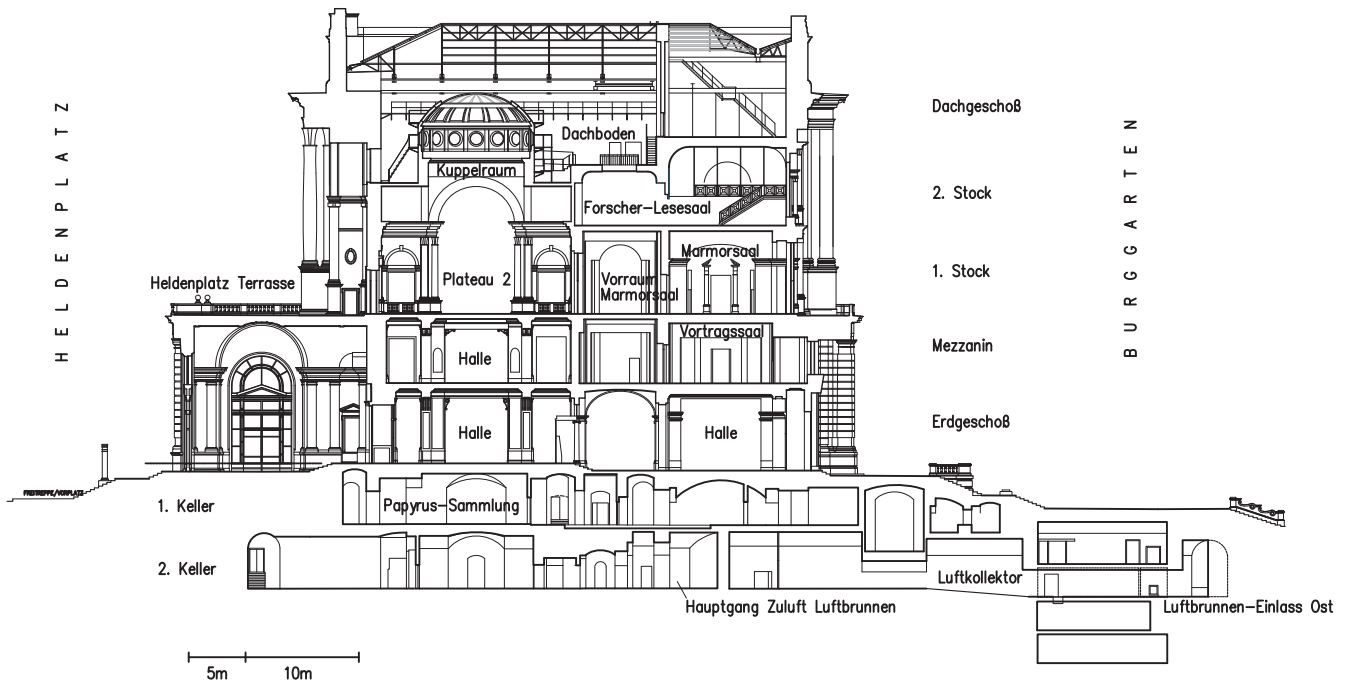 HELDENPLATZ
Dachgeschoß
Dachboden
BURGGARTEN
Kuppelraum
2. Stock
Forscher-Lesesaal
Marmorsaal
Heldenplatz Terrasse
Plateau 2
Vorraum
Marmorsaal
1. Stock
Vortragssaal
Halle
Mezzanin
Halle
Halle
Erdgeschoß
FREITREPPE/VORPLATZ
1. Keller
Papyrus-Sammlung
2. Keller
Luftkollektor
Hauptgang Zuluft Luftbrunnen
Luftbrunnen-Einlass Ost
5m
10m